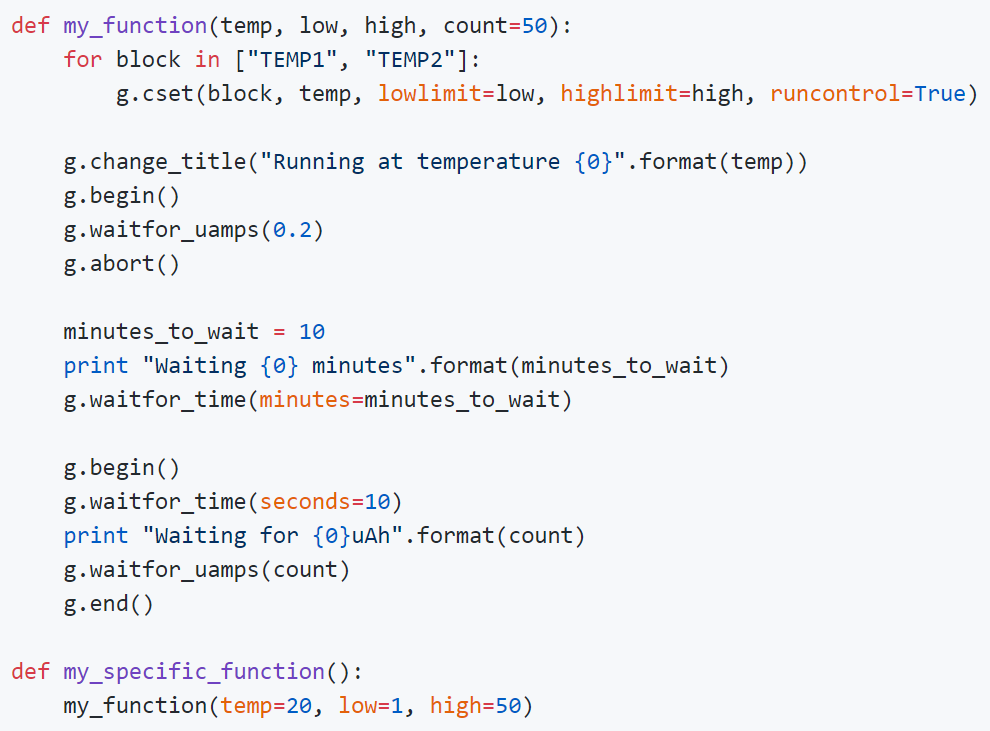 def my_function(temp, low, high, count=50):
    for block in ["TEMP1", "TEMP2"]:
        g.cset(block, temp, lowlimit=low, highlimit=high, runcontrol=True)

    g.change_title("Running at temperature {0}".format(temp))
    g.begin()
    g.waitfor_uamps(0.2)
    g.abort()

    minutes_to_wait = 10
    print "Waiting {0} minutes".format(minutes_to_wait)
    g.waitfor_time(minutes=minutes_to_wait)

    g.begin()
    g.waitfor_time(seconds=10)
    print "Waiting for {0}uAh".format(count)
    g.waitfor_uamps(count)
    g.end()

def my_specific_function():
    my_function(temp=20, low=1, high=50)